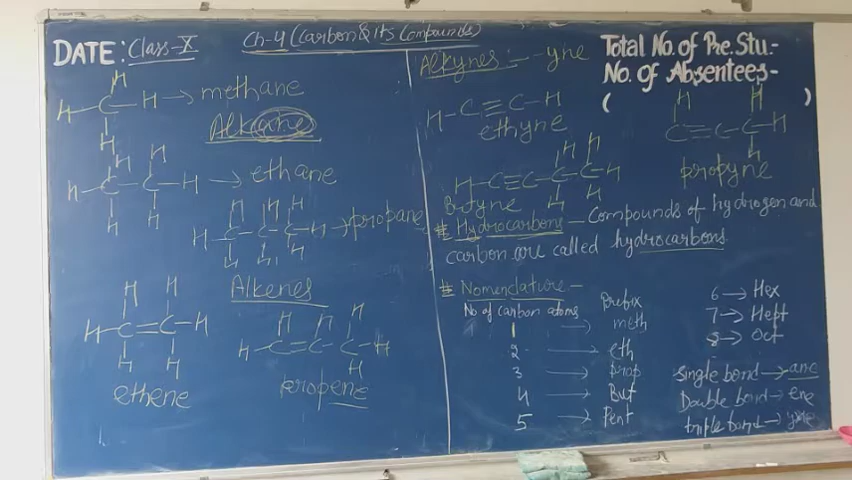 DATE: Class-X
Ch-4 (Carbon & its Compounds)
Total No. of Pre. Stu:-
No. of Absentees-
(            )
H
H - C - H → methane
H
Alkane
H H
H - C - C - H → ethane
H H
H H H
H - C - C - C - H → propane
H H H
Alkenes
H H
H - C = C - H
H H
ethene
H H H
H - C = C - C - H
H
propene
Alkynes :- -yne
H - C ≡ C - H
ethyne
H H
C ≡ C - C - H
H
propyne
H H
H - C ≡ C - C - C - H
H H
Butyne
# Hydrocarbons - Compounds of hydrogen and
carbon are called hydrocarbons
# Nomenclature -
No of carbon atoms Prefix
1 → meth
2 → eth
3 → prop
4 → But
5 → Pent
6 → Hex
7 → Hept
8 → Oct
Single bond → ane
Double bond → ene
triple bond → yne